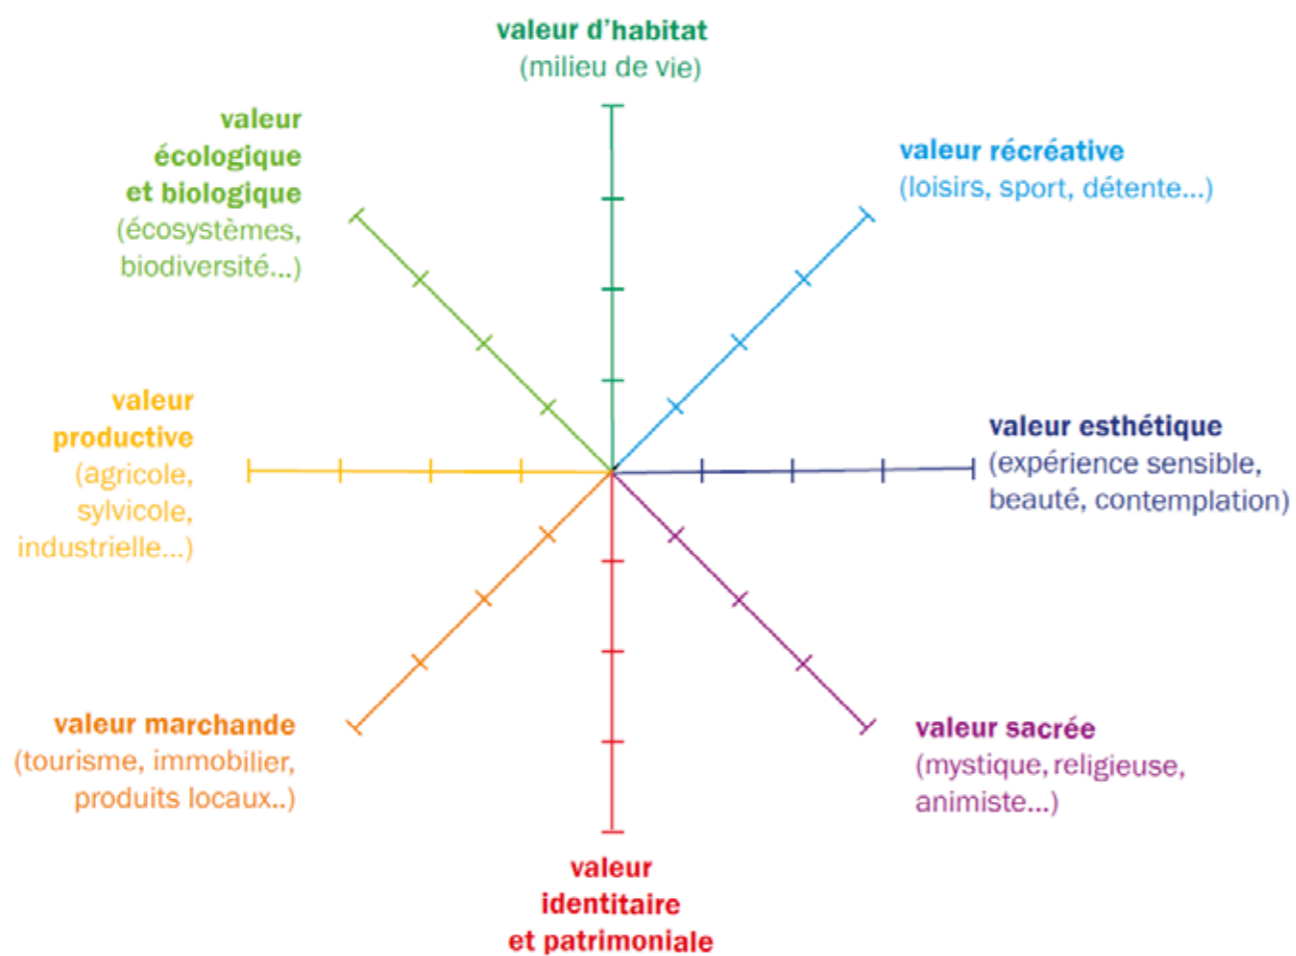 valeur d'habitat
(milieu de vie)
valeur
écologique
et biologique
(écosystèmes,
biodiversité...)
valeur récréative
(loisirs, sport, détente...)
valeur
productive
(agricole,
sylvicole,
industrielle...)
valeur esthétique
(expérience sensible,
beauté, contemplation)
valeur marchande
(tourisme, immobilier,
produits locaux..)
valeur sacrée
(mystique, religieuse,
animiste...)
valeur
identitaire
et patrimoniale